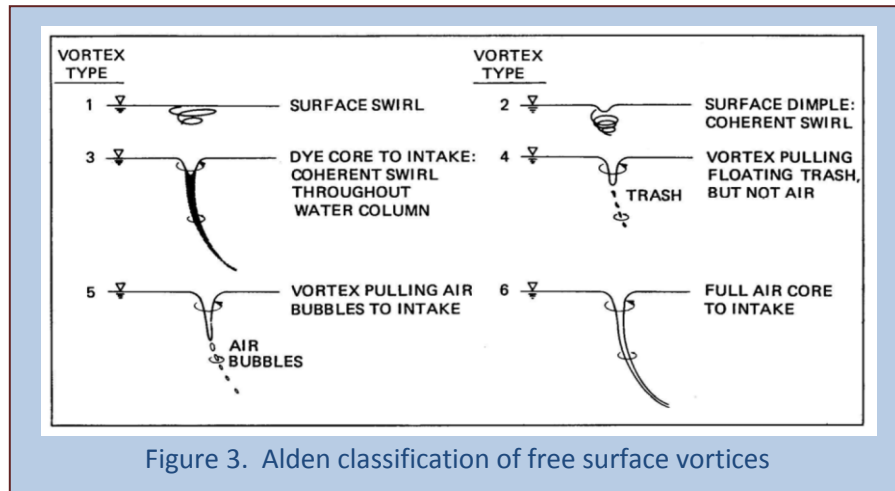 VORTEX
TYPE
VORTEX
TYPE
1 SURFACE SWIRL
2 SURFACE DIMPLE:
COHERENT SWIRL
3 DYE CORE TO INTAKE:
COHERENT SWIRL
THROUGHOUT
WATER COLUMN
4 VORTEX PULLING
FLOATING TRASH,
BUT NOT AIR
TRASH
5 VORTEX PULLING AIR
BUBBLES TO INTAKE
AIR
BUBBLES
6 FULL AIR CORE
TO INTAKE
Figure 3. Alden classification of free surface vortices